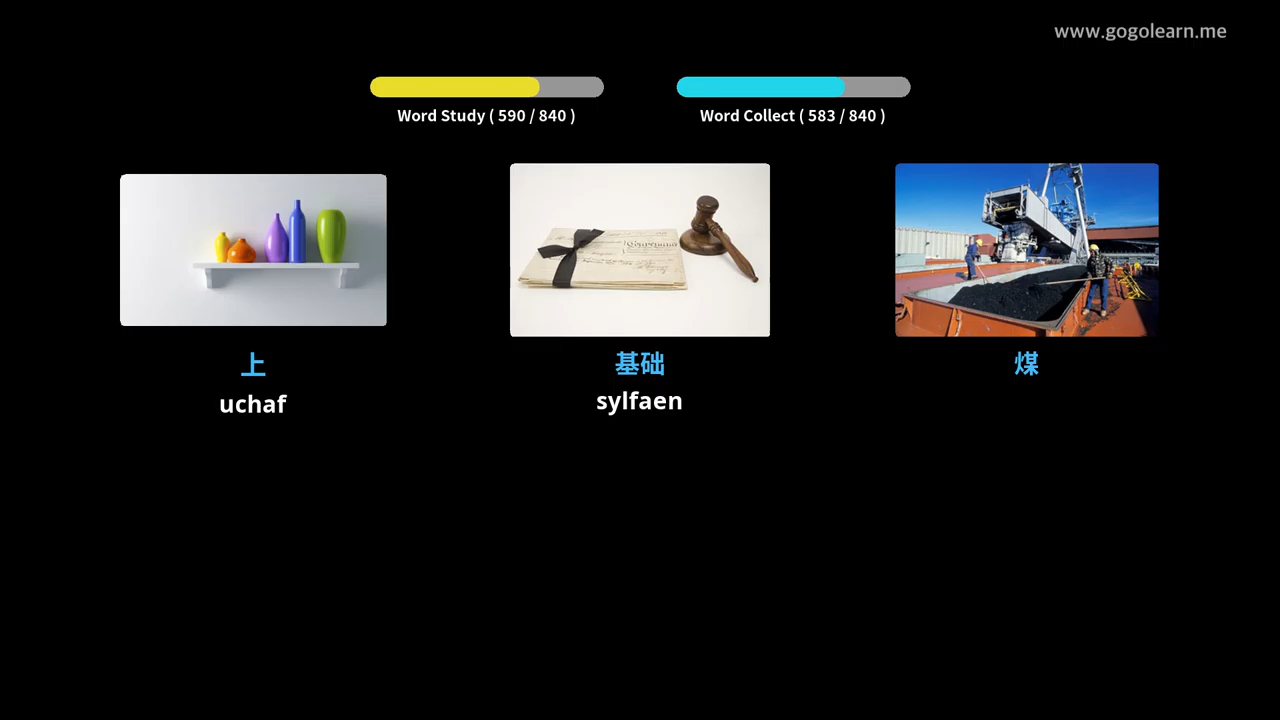 www.gogolearn.me
Word Study ( 590 / 840 )
Word Collect ( 583 / 840 )
上
uchaf
基础
sylfaen
煤